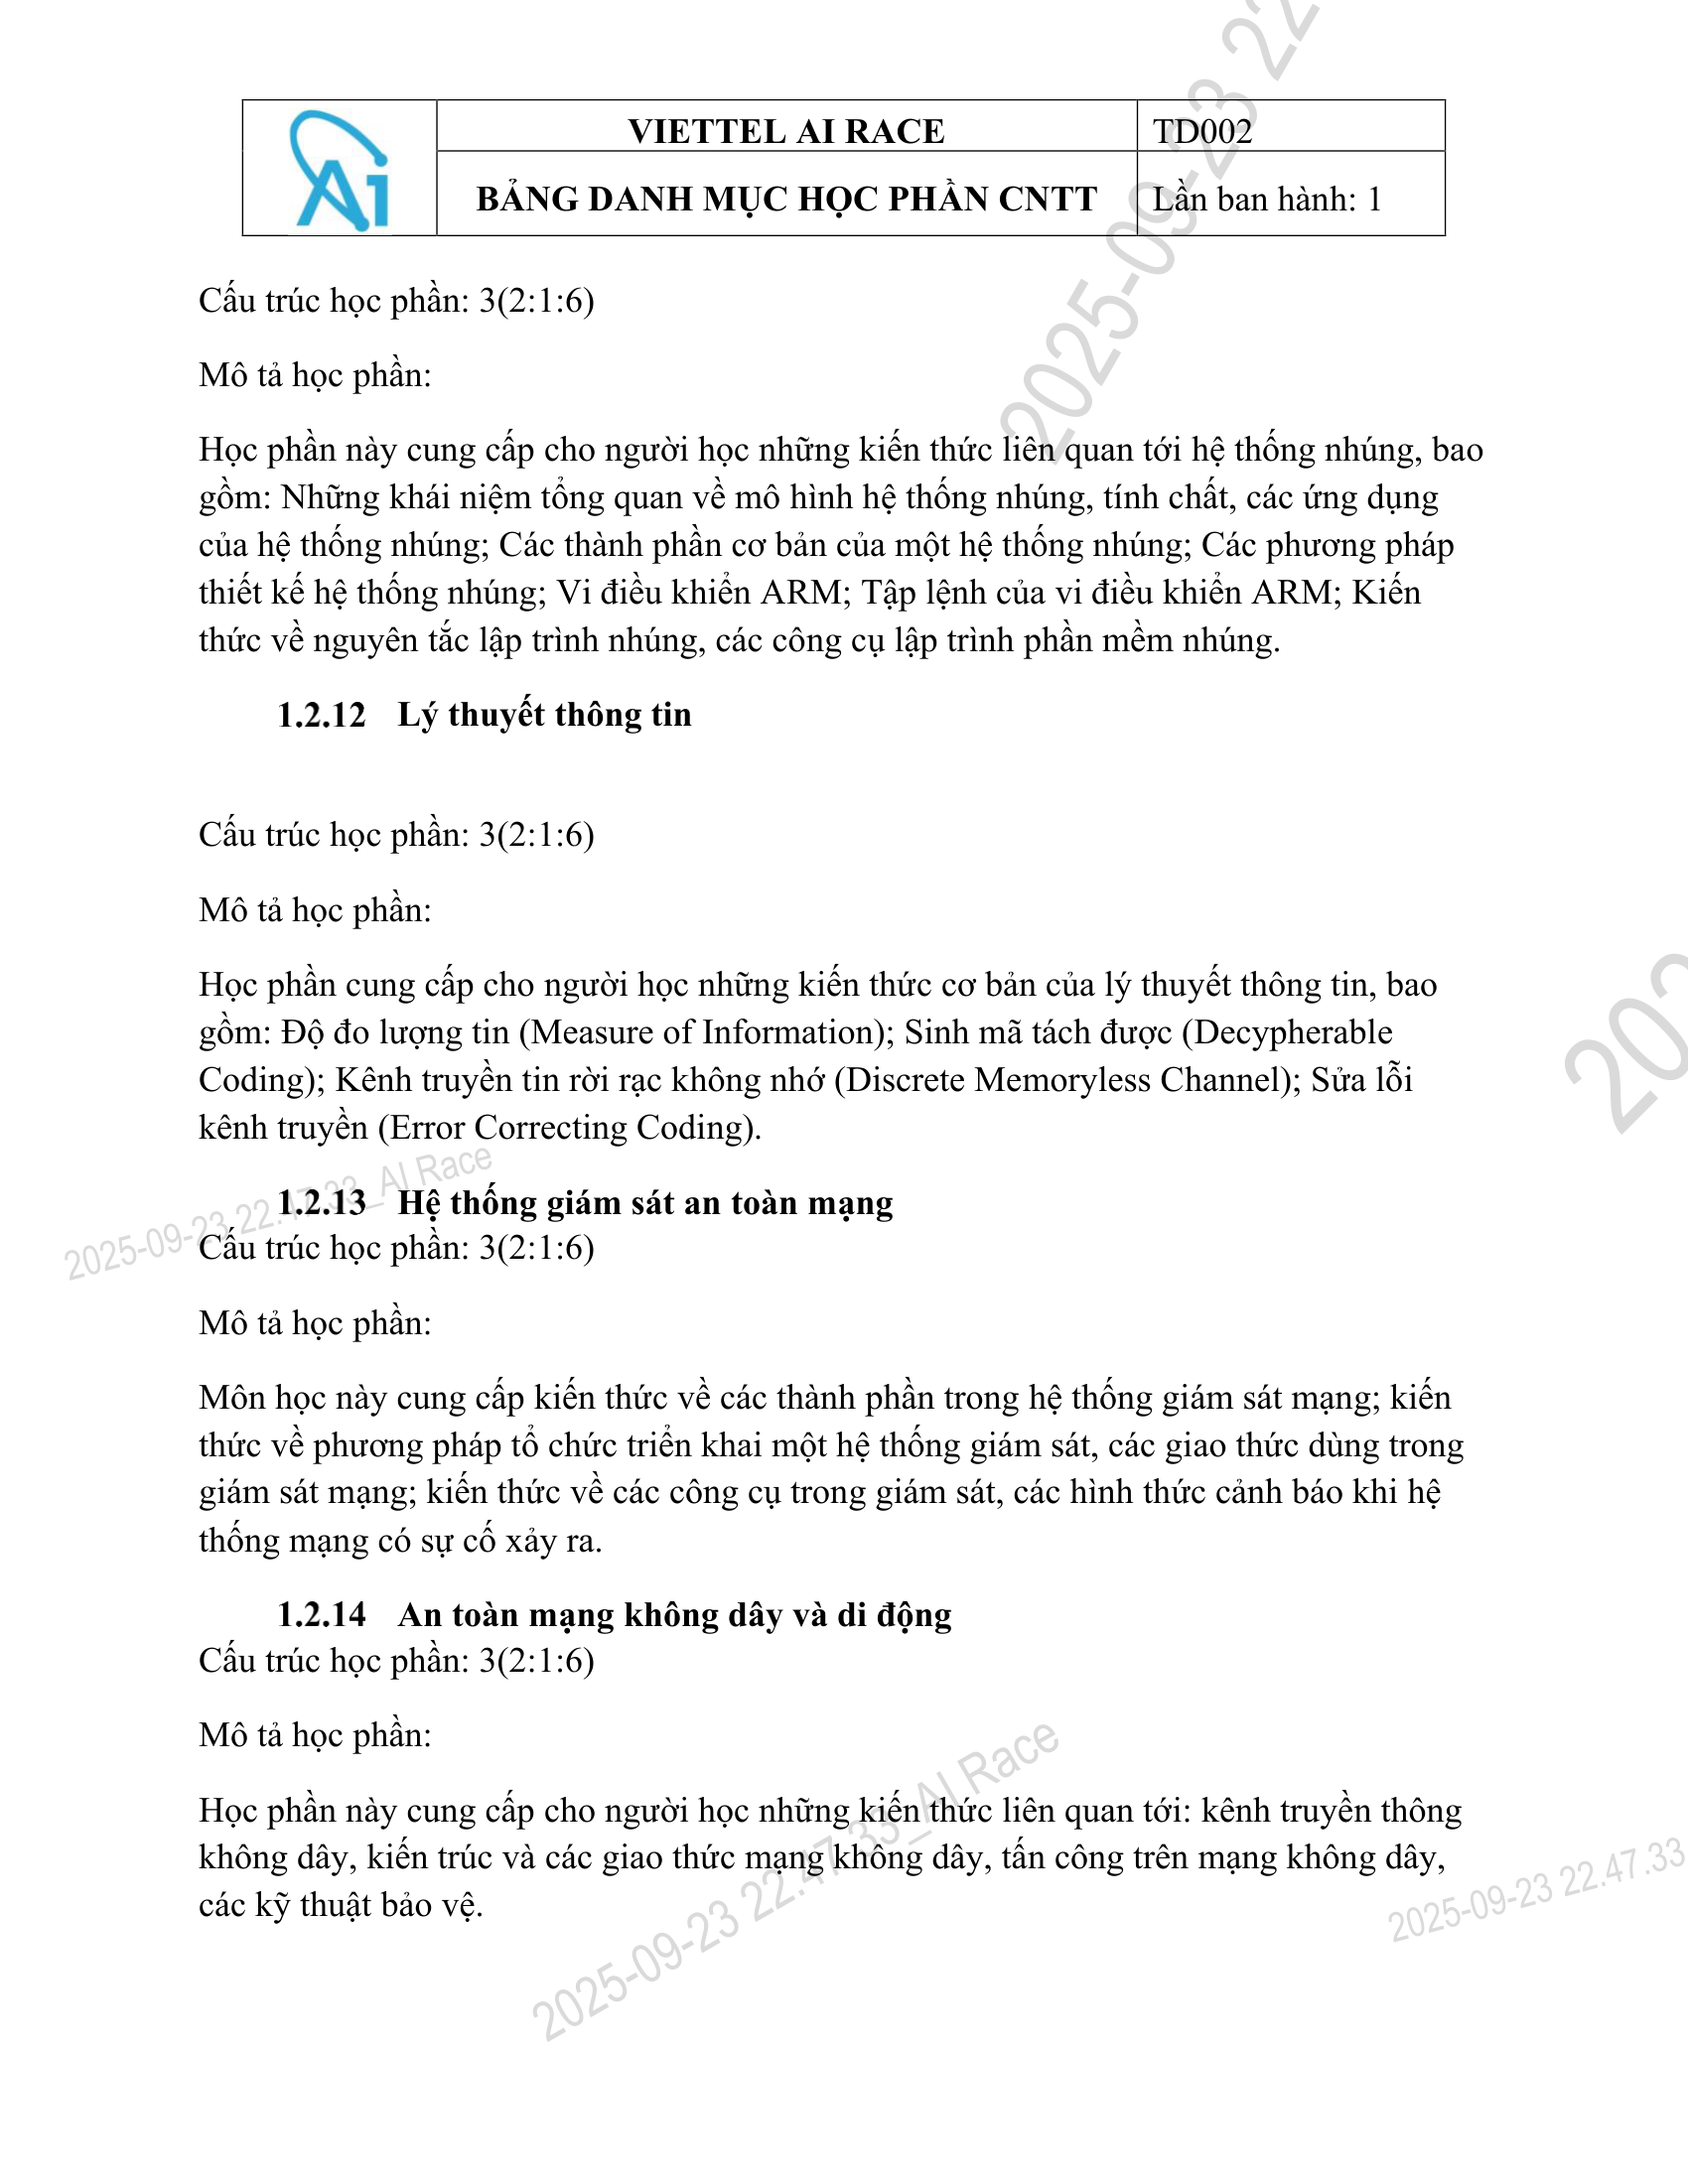 Ai
VIETTEL AI RACE
TD002
BẢNG DANH MỤC HỌC PHẦN CNTT
Lần ban hành: 1
Cấu trúc học phần: 3(2:1:6)
Mô tả học phần:
Học phần này cung cấp cho người học những kiến thức liên quan tới hệ thống nhúng, bao
gồm: Những khái niệm tổng quan về mô hình hệ thống nhúng, tính chất, các ứng dụng
của hệ thống nhúng; Các thành phần cơ bản của một hệ thống nhúng; Các phương pháp
thiết kế hệ thống nhúng; Vi điều khiển ARM; Tập lệnh của vi điều khiển ARM; Kiến
thức về nguyên tắc lập trình nhúng, các công cụ lập trình phần mềm nhúng.
1.2.12 Lý thuyết thông tin
Cấu trúc học phần: 3(2:1:6)
Mô tả học phần:
Học phần cung cấp cho người học những kiến thức cơ bản của lý thuyết thông tin, bao
gồm: Độ đo lượng tin (Measure of Information); Sinh mã tách được (Decypherable
Coding); Kênh truyền tin rời rạc không nhớ (Discrete Memoryless Channel); Sửa lỗi
kênh truyền (Error Correcting Coding).
1.2.13 Hệ thống giám sát an toàn mạng
Cấu trúc học phần: 3(2:1:6)
Mô tả học phần:
Môn học này cung cấp kiến thức về các thành phần trong hệ thống giám sát mạng; kiến
thức về phương pháp tổ chức triển khai một hệ thống giám sát, các giao thức dùng trong
giám sát mạng; kiến thức về các công cụ trong giám sát, các hình thức cảnh báo khi hệ
thống mạng có sự cố xảy ra.
1.2.14 An toàn mạng không dây và di động
Cấu trúc học phần: 3(2:1:6)
Mô tả học phần:
Học phần này cung cấp cho người học những kiến thức liên quan tới: kênh truyền thông
không dây, kiến trúc và các giao thức mạng không dây, tấn công trên mạng không dây,
các kỹ thuật bảo vệ.
2025-09-23 22
202
2025-09-23 22.47.33_AI Race
2025-09-23 22.47.33_AI Race
2025-09-23 22.47.33